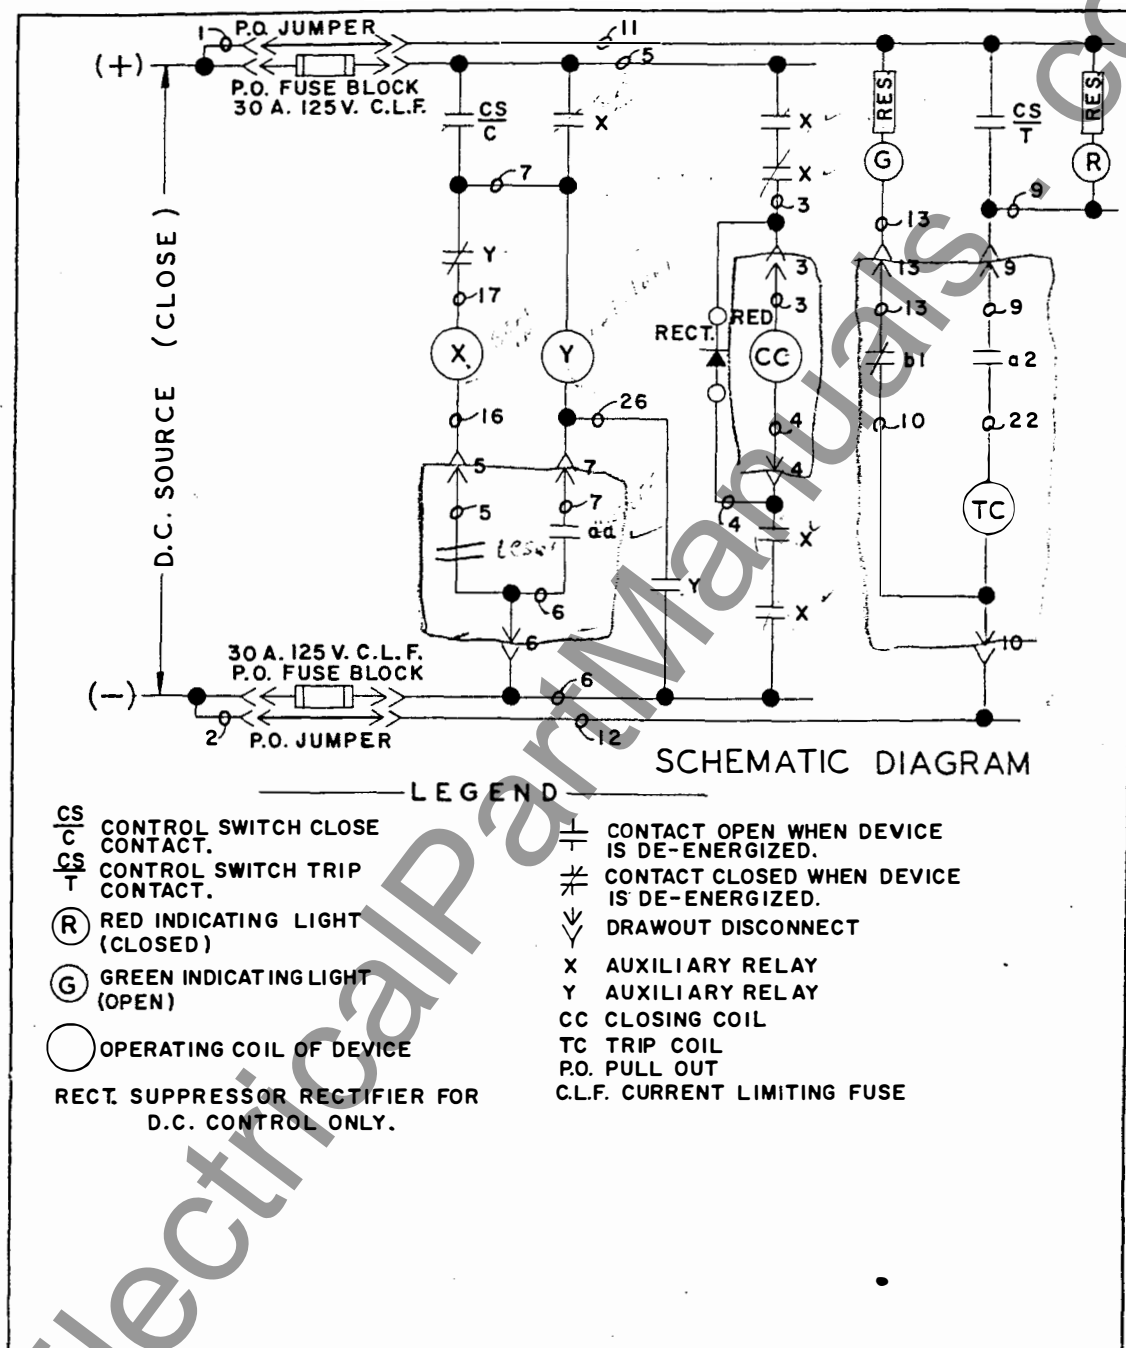 P.O. JUMPER
1
11
(+)
5
P.O. FUSE BLOCK
30 A. 125 V. C.L.F.
CS
C
X
X
RES.
CS
T
RES.
G
R
7
X
3
9
13
Y
17
3
13
9
3
13
9
RECT.
RED
X
Y
CC
b1
a2
16
26
4
10
22
5
7
4
5
7
4
TC
aa
X
6
Y
X
6
10
D.C. SOURCE (CLOSE)
30 A. 125 V. C.L.F.
P.O. FUSE BLOCK
(-)
6
2
P.O. JUMPER
12
SCHEMATIC DIAGRAM
LEGEND
CS
C
CONTROL SWITCH CLOSE
CONTACT.
CS
T
CONTROL SWITCH TRIP
CONTACT.
R
RED INDICATING LIGHT
(CLOSED)
G
GREEN INDICATING LIGHT
(OPEN)
OPERATING COIL OF DEVICE
RECT. SUPPRESSOR RECTIFIER FOR
D.C. CONTROL ONLY.
CONTACT OPEN WHEN DEVICE
IS DE-ENERGIZED.
CONTACT CLOSED WHEN DEVICE
IS DE-ENERGIZED.
DRAWOUT DISCONNECT
X AUXILIARY RELAY
Y AUXILIARY RELAY
CC CLOSING COIL
TC TRIP COIL
P.O. PULL OUT
C.L.F. CURRENT LIMITING FUSE